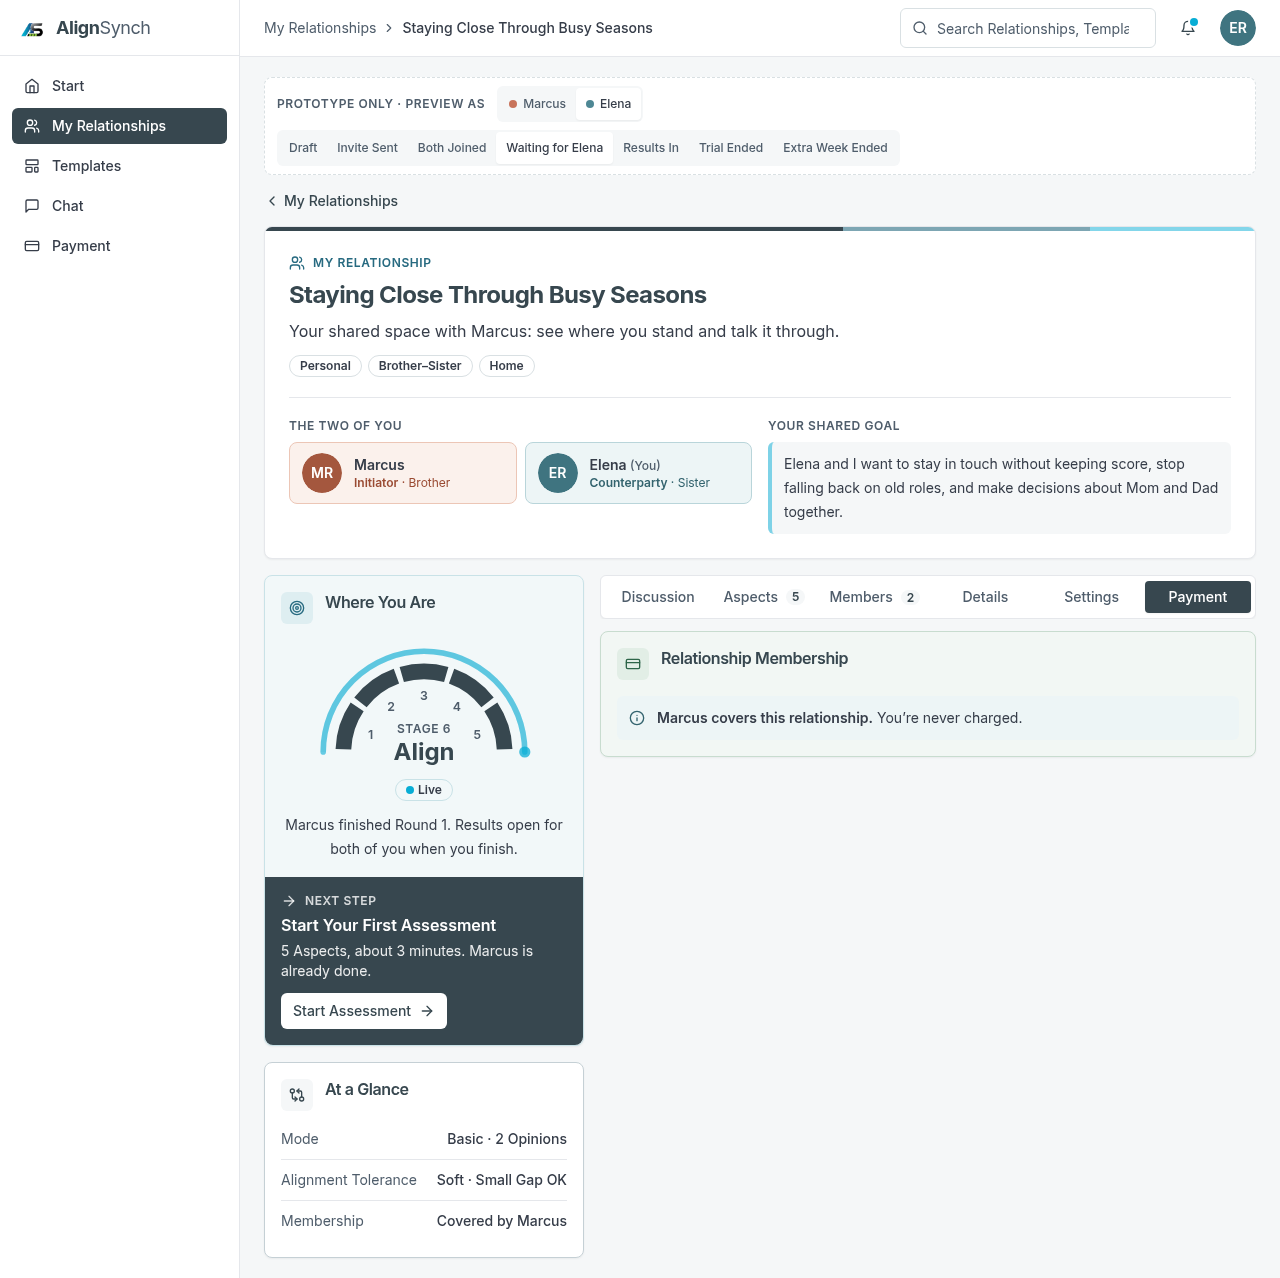 AlignSynch
My Relationships > Staying Close Through Busy Seasons
Search Relationships, Templa
ER
Start
My Relationships
Templates
Chat
Payment
PROTOTYPE ONLY · PREVIEW AS
Marcus
Elena
Draft
Invite Sent
Both Joined
Waiting for Elena
Results In
Trial Ended
Extra Week Ended
My Relationships
MY RELATIONSHIP
Staying Close Through Busy Seasons
Your shared space with Marcus: see where you stand and talk it through.
Personal
Brother–Sister
Home
THE TWO OF YOU
MR
Marcus
Initiator · Brother
ER
Elena (You)
Counterparty · Sister
YOUR SHARED GOAL
Elena and I want to stay in touch without keeping score, stop
falling back on old roles, and make decisions about Mom and Dad
together.
Where You Are
1
2
3
4
5
STAGE 6
Align
Live
Marcus finished Round 1. Results open for
both of you when you finish.
NEXT STEP
Start Your First Assessment
5 Aspects, about 3 minutes. Marcus is
already done.
Start Assessment
At a Glance
Mode
Basic · 2 Opinions
Alignment Tolerance
Soft · Small Gap OK
Membership
Covered by Marcus
Discussion
Aspects 5
Members 2
Details
Settings
Payment
Relationship Membership
Marcus covers this relationship. You’re never charged.